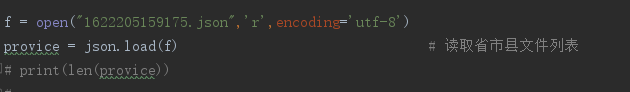 f = open("1622205159175.json",'r',encoding='utf-8')
provice = json.load(f) # 读取省市县文件列表
# print(len(provice))